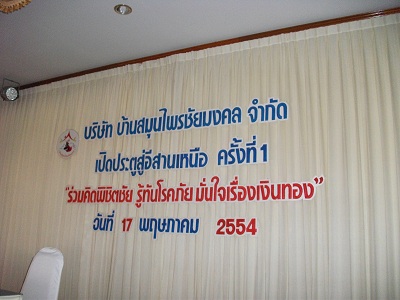 บริษัท บ้านสมุนไพรชัยมงคล จำกัด
เปิดประตูสู่อีสานเหนือ ครั้งที่ 1
"ร่วมคิดพิชิตชัย รู้ทันโรคภัย มั่นใจเรื่องเงินทอง"
วันที่ 17 พฤษภาคม 2554